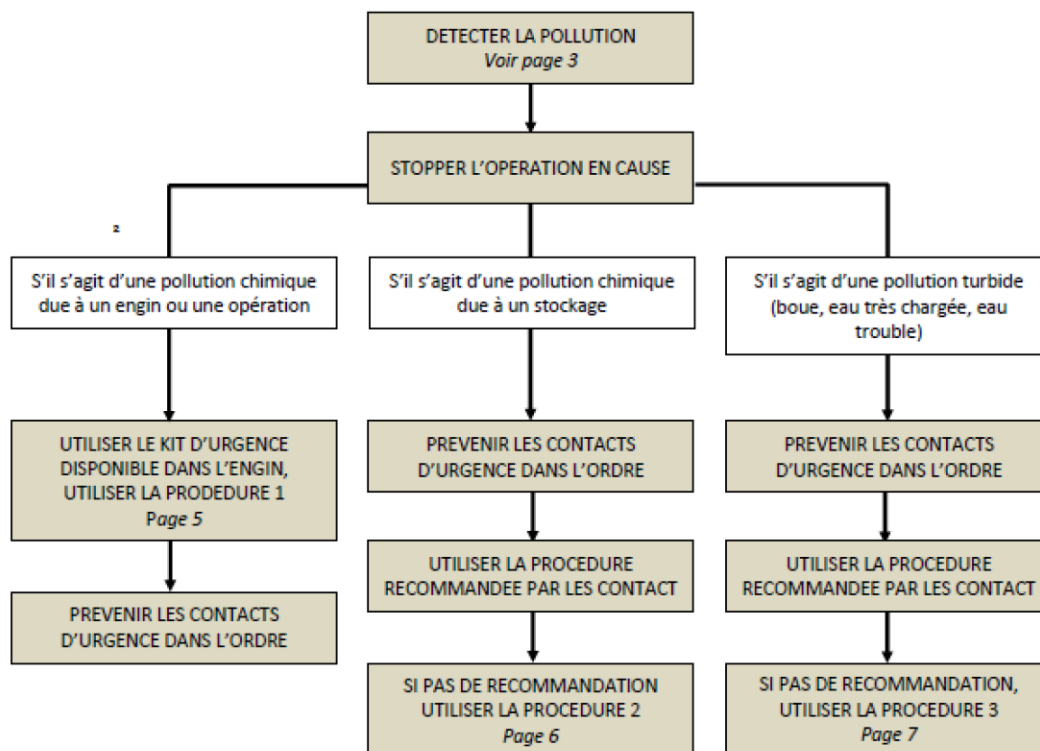 DETECTER LA POLLUTION
Voir page 3
STOPPER L'OPERATION EN CAUSE
²
S'il s'agit d'une pollution chimique
due à un engin ou une opération
S'il s'agit d'une pollution chimique
due à un stockage
S'il s'agit d'une pollution turbide
(boue, eau très chargée, eau
trouble)
UTILISER LE KIT D'URGENCE
DISPONIBLE DANS L'ENGIN,
UTILISER LA PRODEDURE 1
Page 5
PREVENIR LES CONTACTS
D'URGENCE DANS L'ORDRE
PREVENIR LES CONTACTS
D'URGENCE DANS L'ORDRE
UTILISER LA PROCEDURE
RECOMMANDEE PAR LES CONTACT
SI PAS DE RECOMMANDATION
UTILISER LA PROCEDURE 2
Page 6
PREVENIR LES CONTACTS
D'URGENCE DANS L'ORDRE
UTILISER LA PROCEDURE
RECOMMANDEE PAR LES CONTACT
SI PAS DE RECOMMANDATION,
UTILISER LA PROCEDURE 3
Page 7